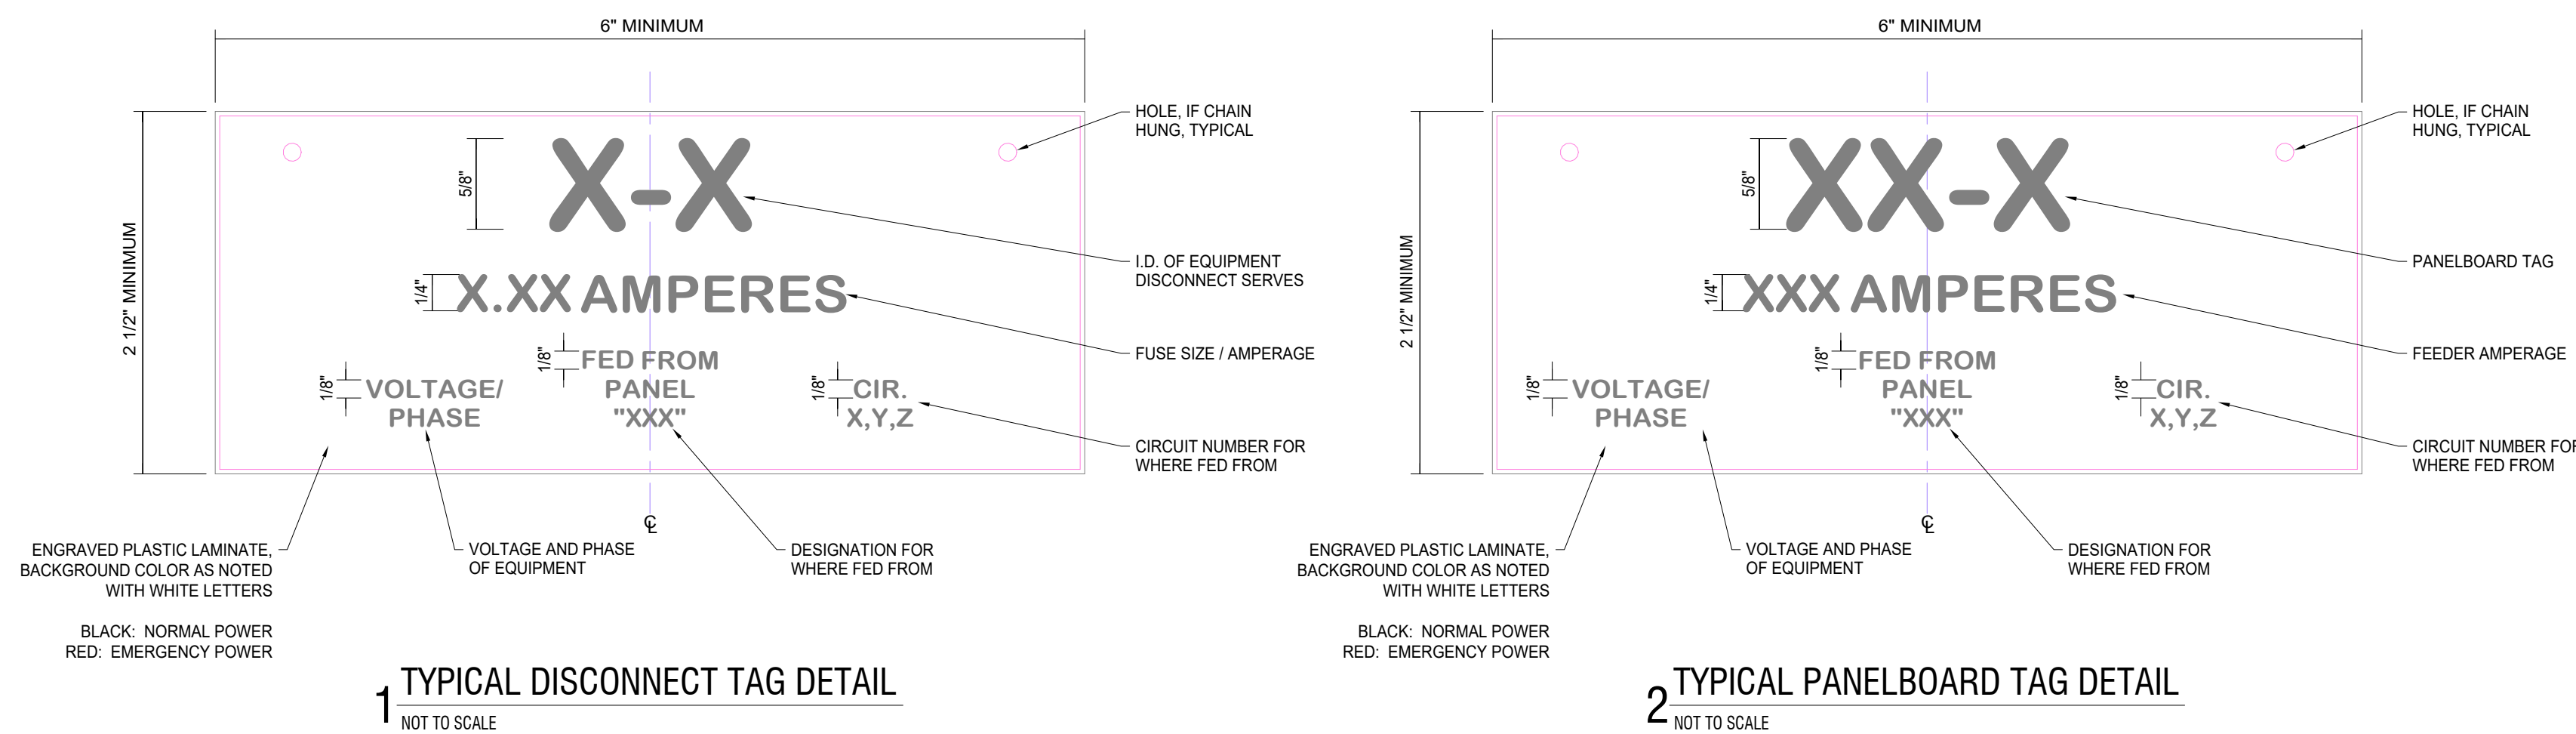 6" MINIMUM
2 1/2" MINIMUM
5/8"
X-X
1/4"
X.XX AMPERES
1/8"
VOLTAGE/
PHASE
1/8"
FED FROM
PANEL
"XXX"
1/8"
CIR.
X,Y,Z
HOLE, IF CHAIN
HUNG, TYPICAL
I.D. OF EQUIPMENT
DISCONNECT SERVES
FUSE SIZE / AMPERAGE
CIRCUIT NUMBER FOR
WHERE FED FROM
ENGRAVED PLASTIC LAMINATE,
BACKGROUND COLOR AS NOTED
WITH WHITE LETTERS
BLACK: NORMAL POWER
RED: EMERGENCY POWER
VOLTAGE AND PHASE
OF EQUIPMENT
℄
DESIGNATION FOR
WHERE FED FROM
1 TYPICAL DISCONNECT TAG DETAIL
NOT TO SCALE
6" MINIMUM
2 1/2" MINIMUM
5/8"
XX-X
1/4"
XXX AMPERES
1/8"
VOLTAGE/
PHASE
1/8"
FED FROM
PANEL
"XXX"
1/8"
CIR.
X,Y,Z
HOLE, IF CHAIN
HUNG, TYPICAL
PANELBOARD TAG
FEEDER AMPERAGE
CIRCUIT NUMBER FOR
WHERE FED FROM
ENGRAVED PLASTIC LAMINATE,
BACKGROUND COLOR AS NOTED
WITH WHITE LETTERS
BLACK: NORMAL POWER
RED: EMERGENCY POWER
VOLTAGE AND PHASE
OF EQUIPMENT
℄
DESIGNATION FOR
WHERE FED FROM
2 TYPICAL PANELBOARD TAG DETAIL
NOT TO SCALE